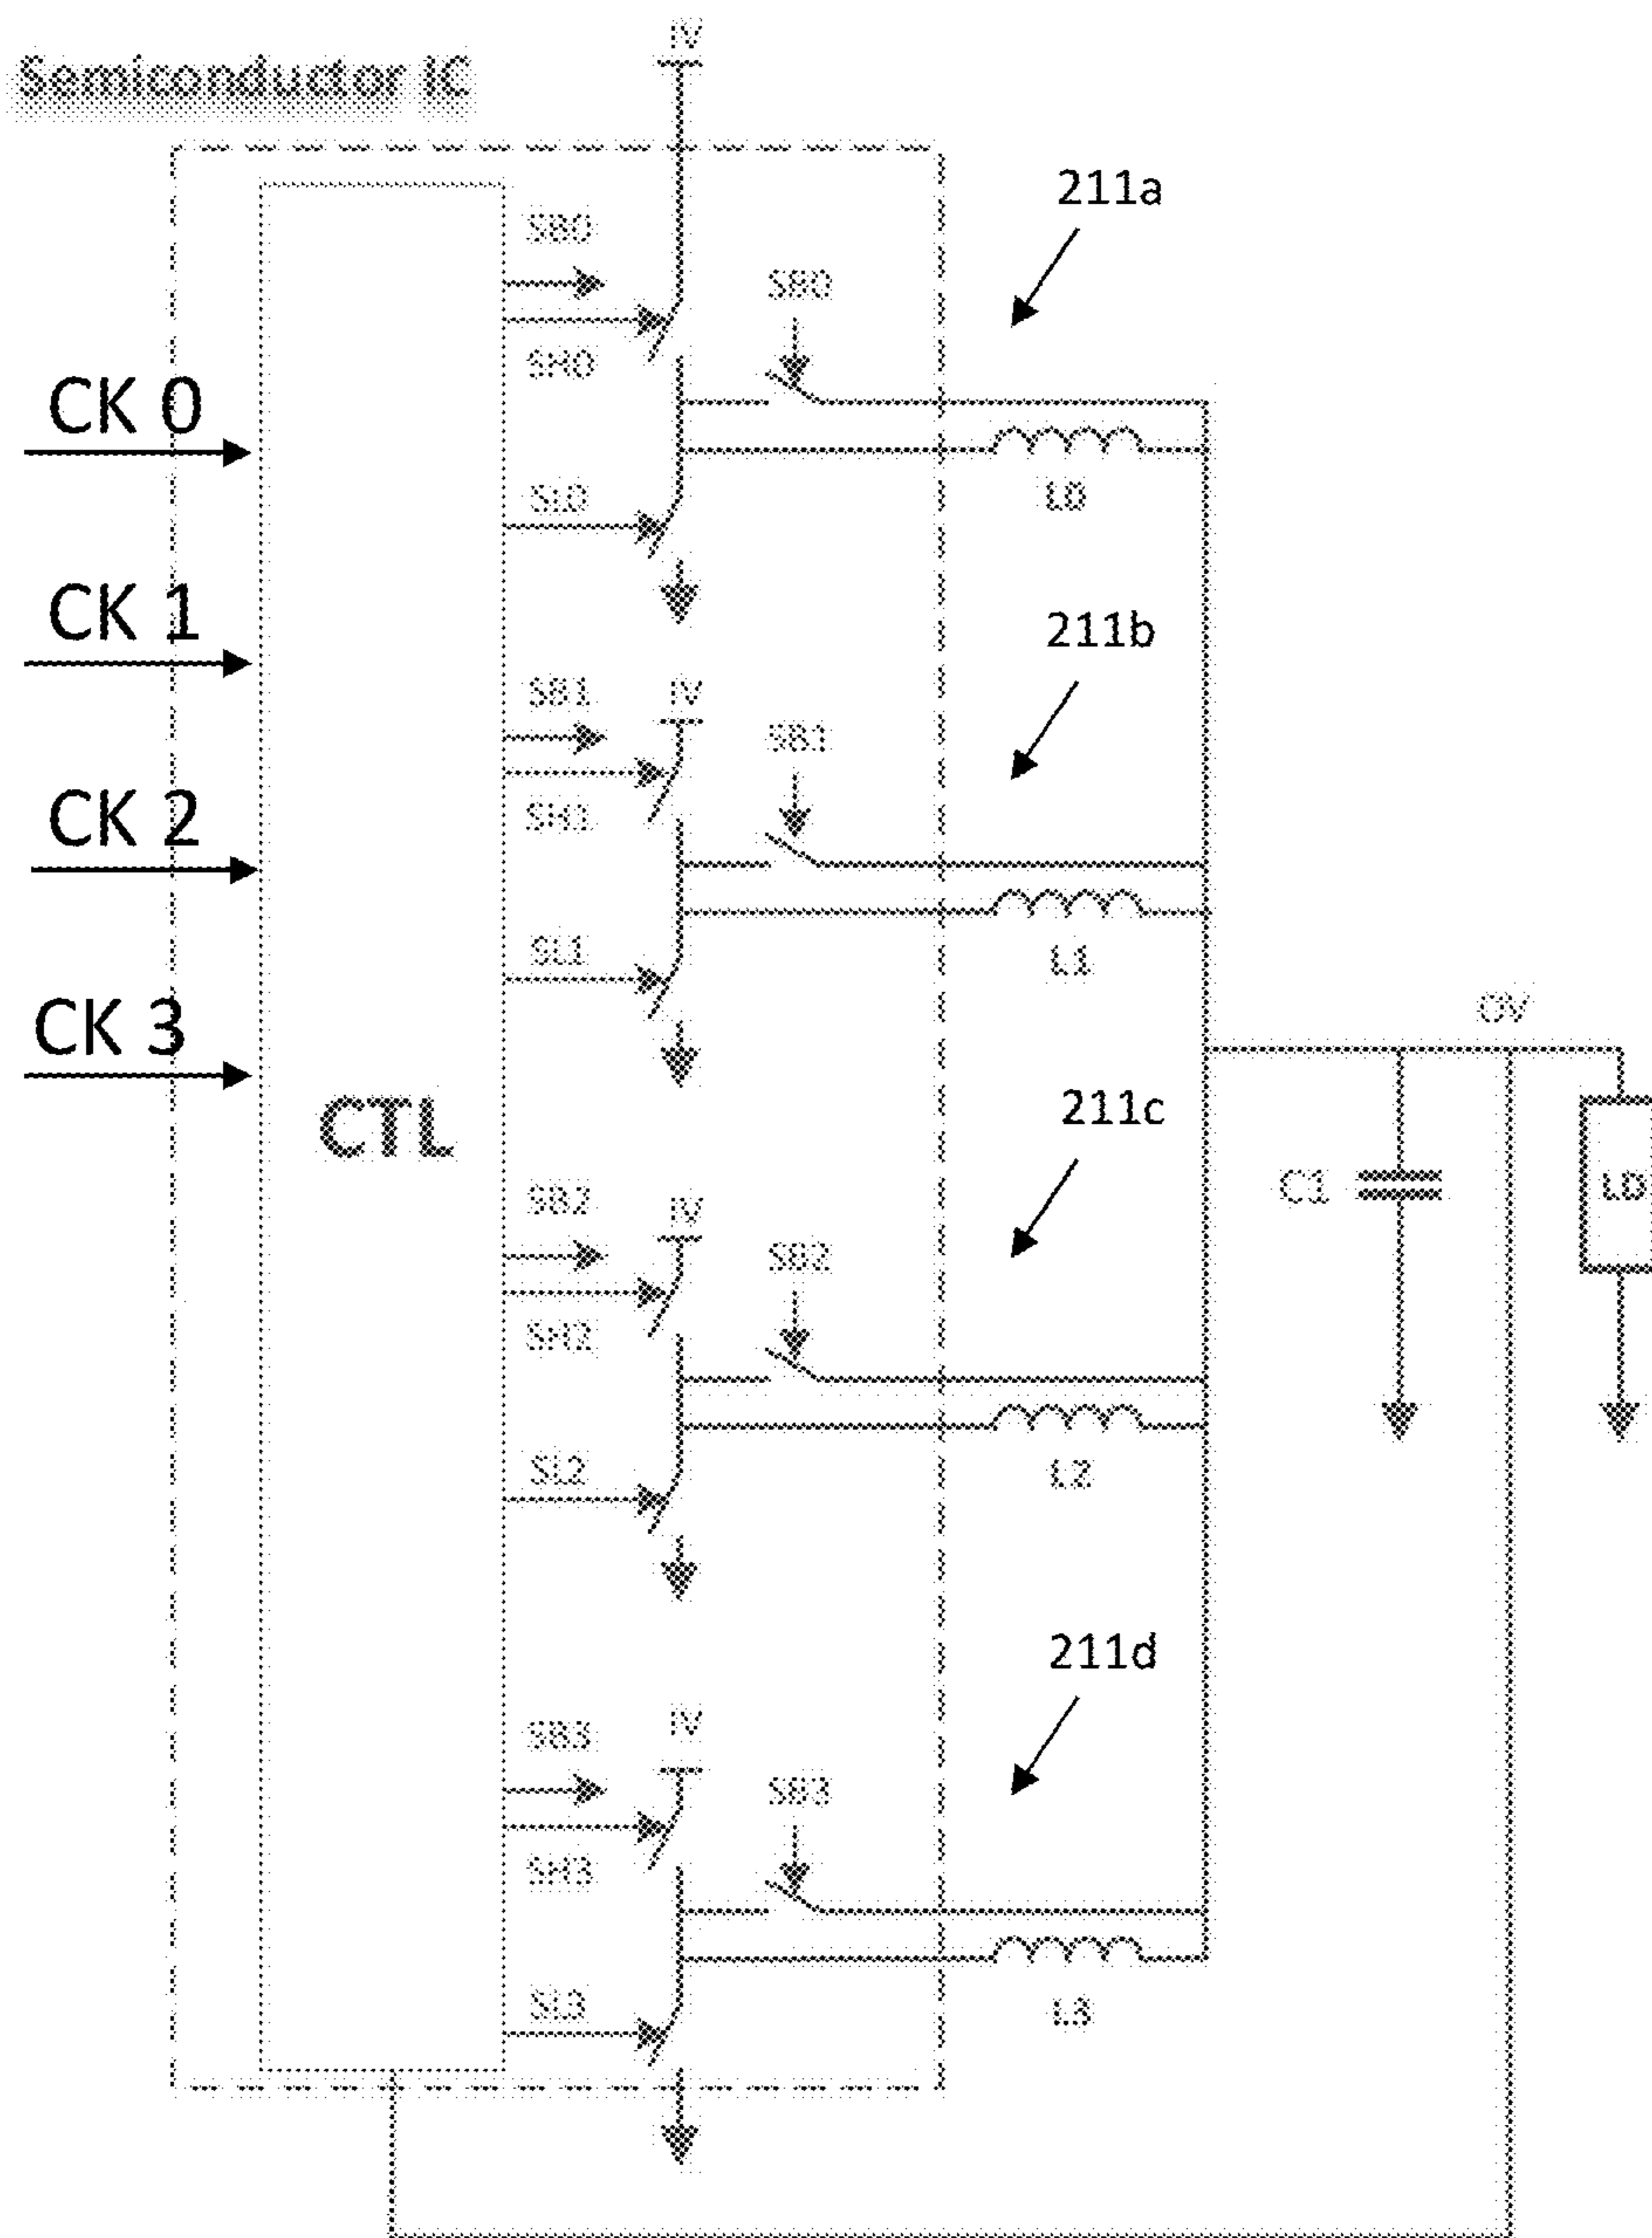 IV
Semiconductor IC
211a
SB0
SB0
SH0
CK 0
L0
SL0
CK 1
211b
SB1
IV
SB1
SH1
CK 2
SL1
L1
CK 3
OV
CTL
211c
C1
LD
SB2
IV
SB2
SH2
SL2
L2
211d
SB3
IV
SB3
SH3
SL3
L3